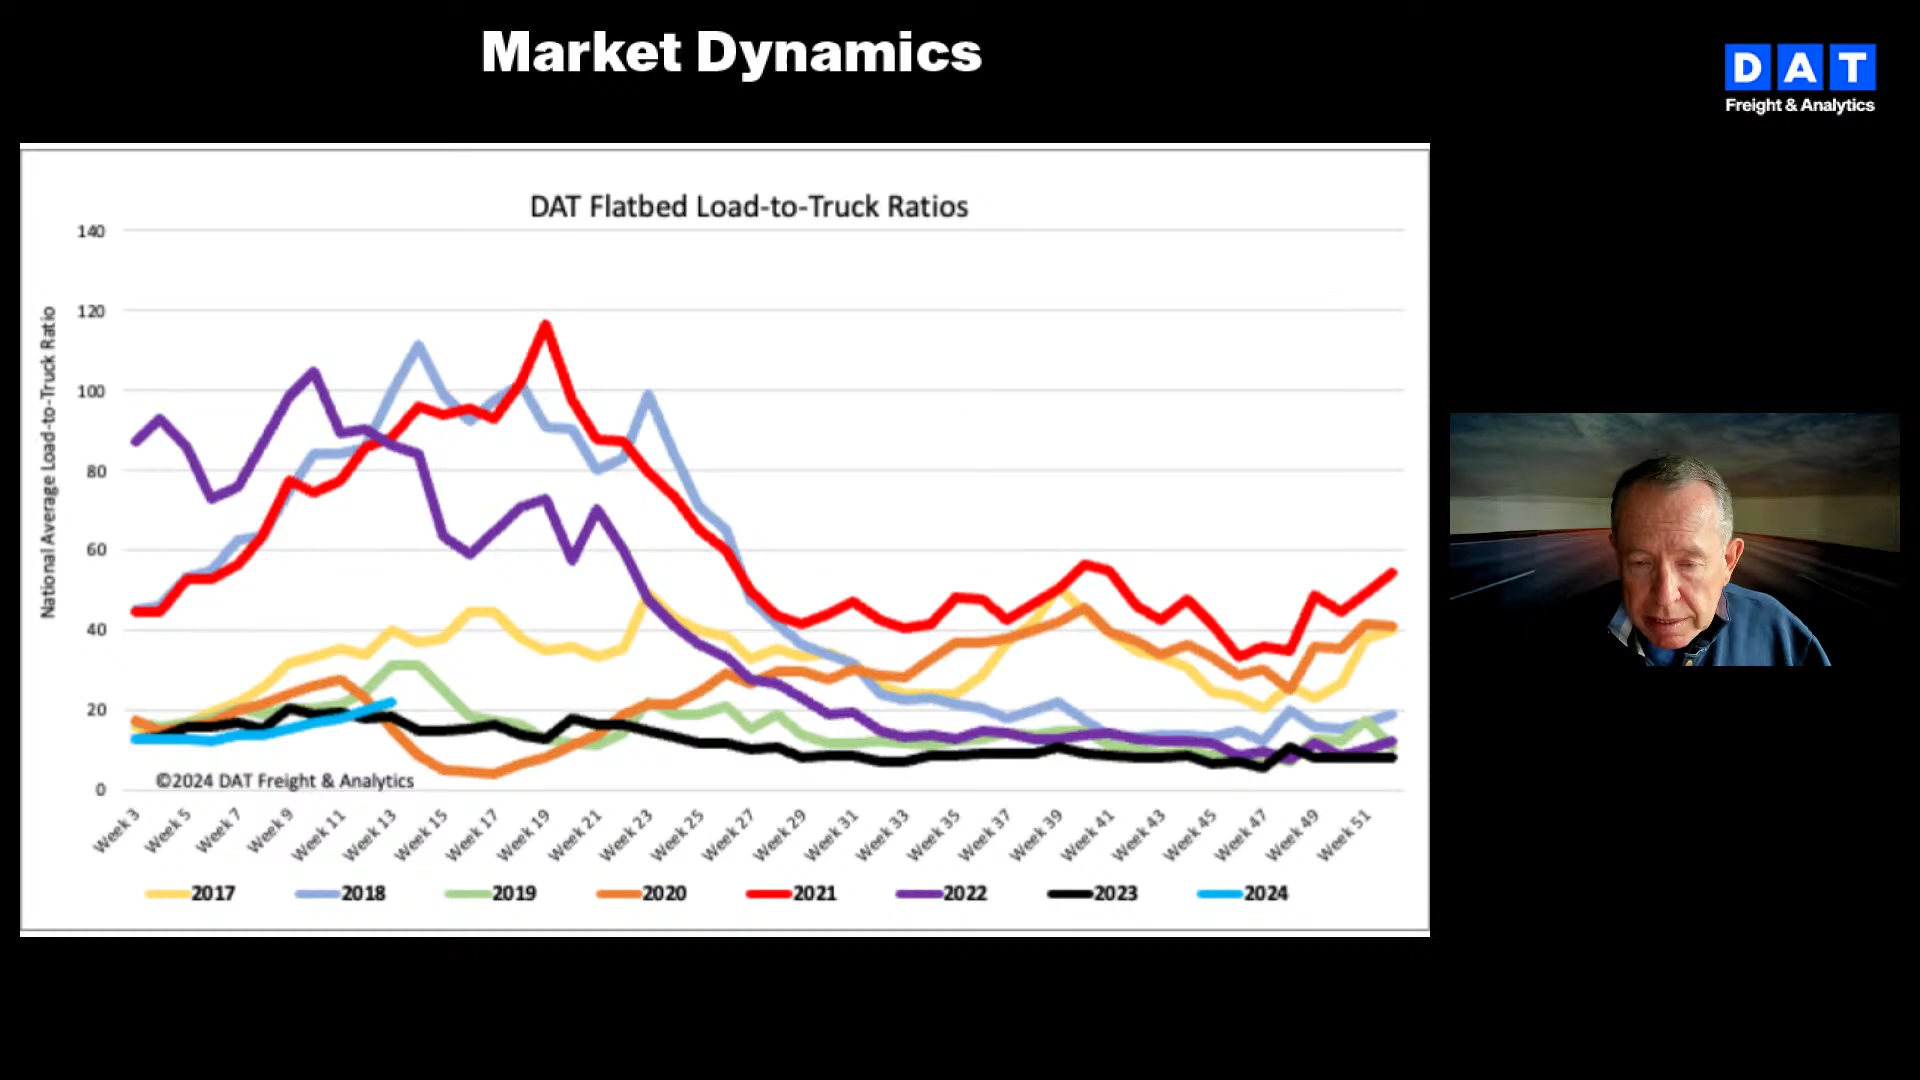 Market Dynamics
DAT
Freight & Analytics
DAT Flatbed Load-to-Truck Ratios
National Average Load-to-Truck Ratio
140
120
100
80
60
40
20
0
©2024 DAT Freight & Analytics
Week 3
Week 5
Week 7
Week 9
Week 11
Week 13
Week 15
Week 17
Week 19
Week 21
Week 23
Week 25
Week 27
Week 29
Week 31
Week 33
Week 35
Week 37
Week 39
Week 41
Week 43
Week 45
Week 47
Week 49
Week 51
2017 2018 2019 2020 2021 2022 2023 2024